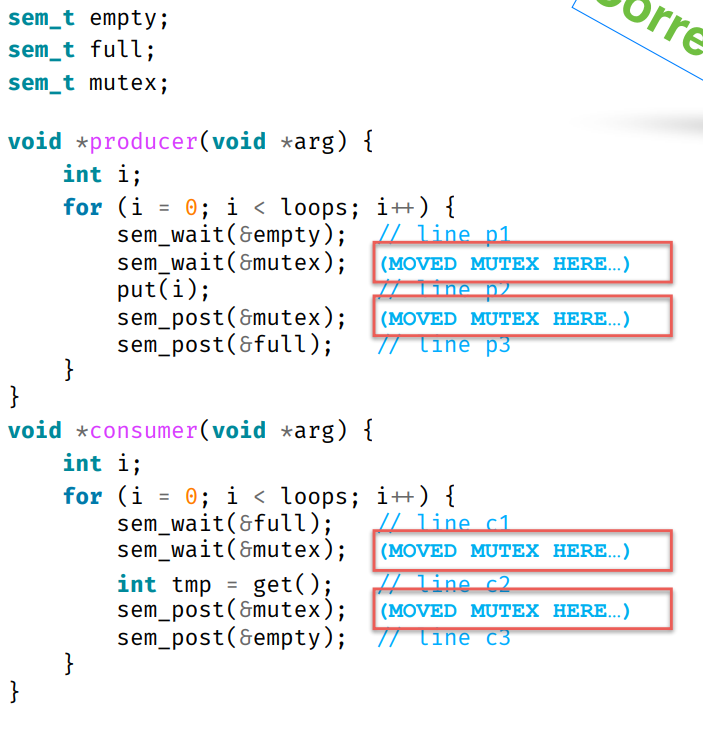 sem_t empty;
sem_t full;
sem_t mutex;
void *producer(void *arg) {
int i;
for (i = 0; i < loops; i++) {
sem_wait(&empty); // line p1
sem_wait(&mutex); (MOVED MUTEX HERE…)
put(i); // line p2
sem_post(&mutex); (MOVED MUTEX HERE…)
sem_post(&full); // line p3
}
}
void *consumer(void *arg) {
int i;
for (i = 0; i < loops; i++) {
sem_wait(&full); // line c1
sem_wait(&mutex); (MOVED MUTEX HERE…)
int tmp = get(); // line c2
sem_post(&mutex); (MOVED MUTEX HERE…)
sem_post(&empty); // line c3
}
}